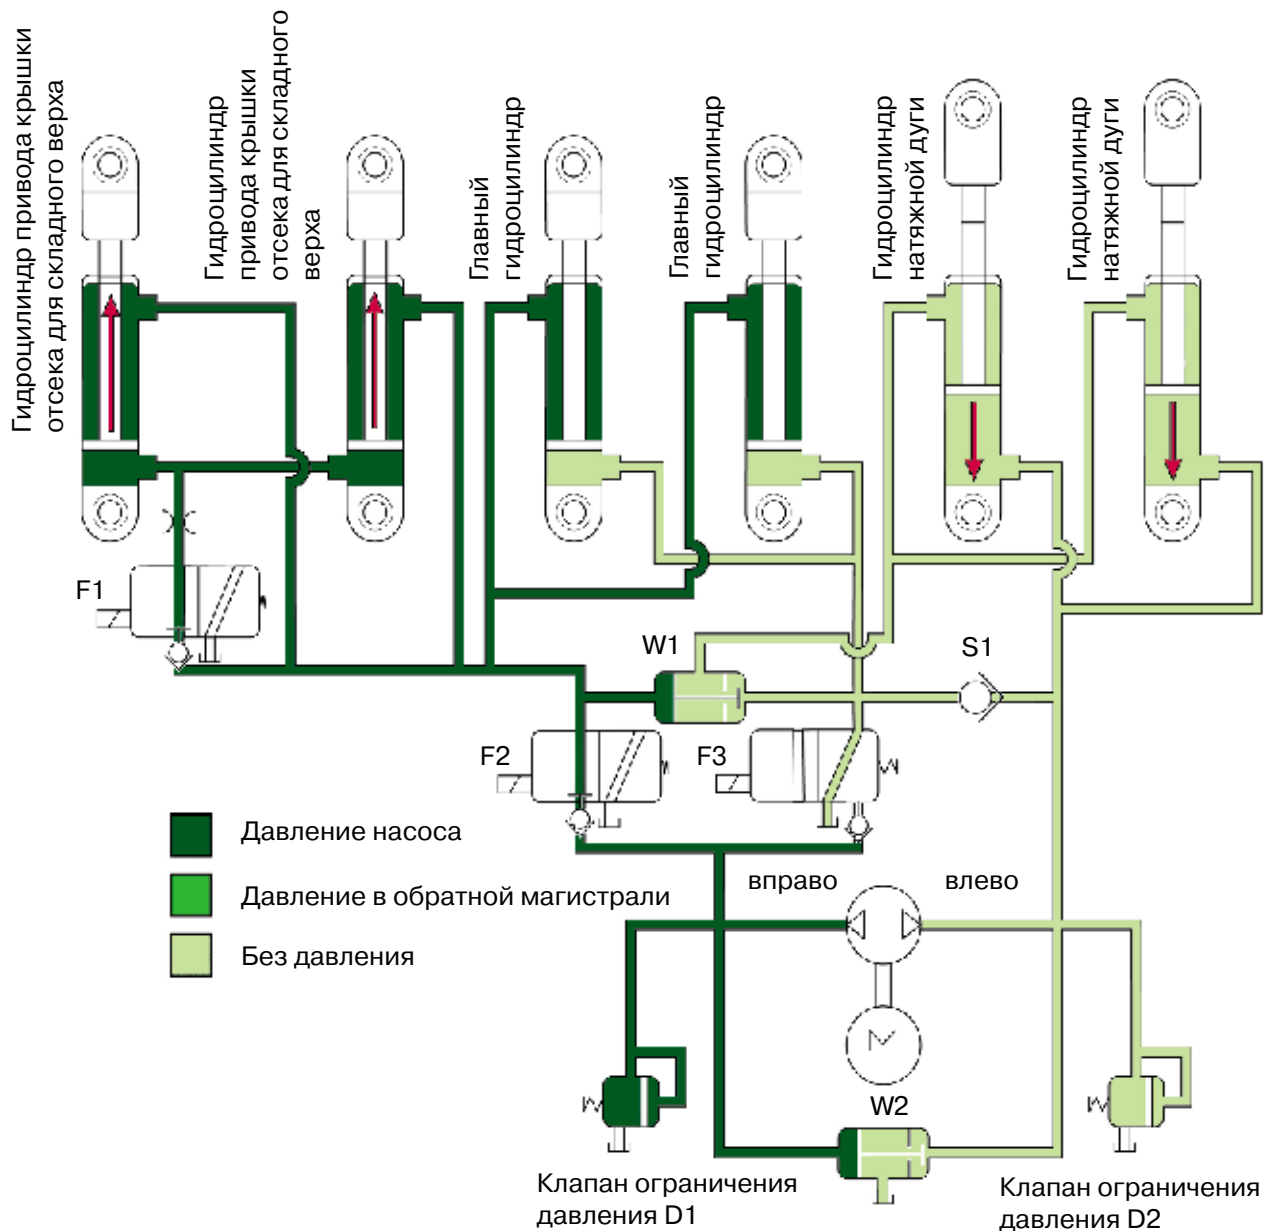 Гидроцилиндр привода крышки
отсека для складного верха
Гидроцилиндр
привода крышки
отсека для складного
верха
Главный
гидроцилиндр
Главный
гидроцилиндр
Гидроцилиндр
натяжной дуги
Гидроцилиндр
натяжной дуги
F1
W1
S1
F2
F3
Давление насоса
Давление в обратной магистрали
Без давления
вправо
влево
W2
Клапан ограничения
давления D1
Клапан ограничения
давления D2